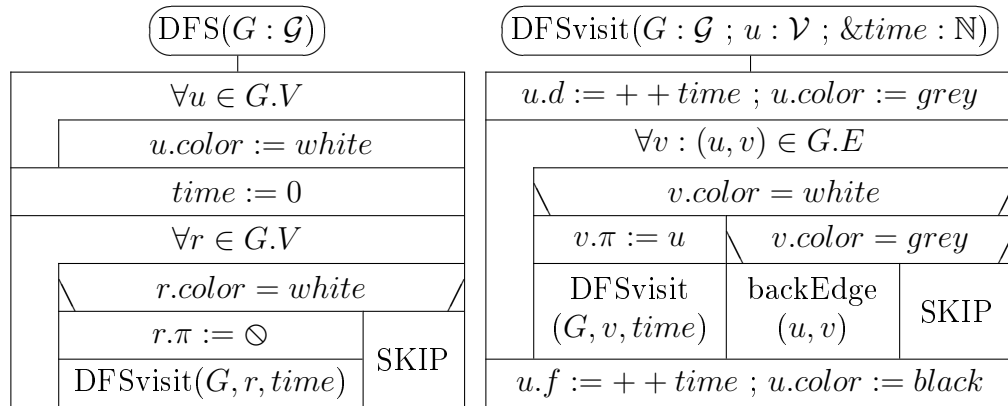 DFS(G : 𝒢)
∀u ∈ G.V
u.color := white
time := 0
∀r ∈ G.V
r.color = white
r.π := ⦸
SKIP
DFSvisit(G, r, time)
DFSvisit(G : 𝒢 ; u : 𝒱 ; &time : ℕ)
u.d := + + time ; u.color := grey
∀v : (u, v) ∈ G.E
v.color = white
v.π := u
v.color = grey
DFSvisit
(G, v, time)
backEdge
(u, v)
SKIP
u.f := + + time ; u.color := black